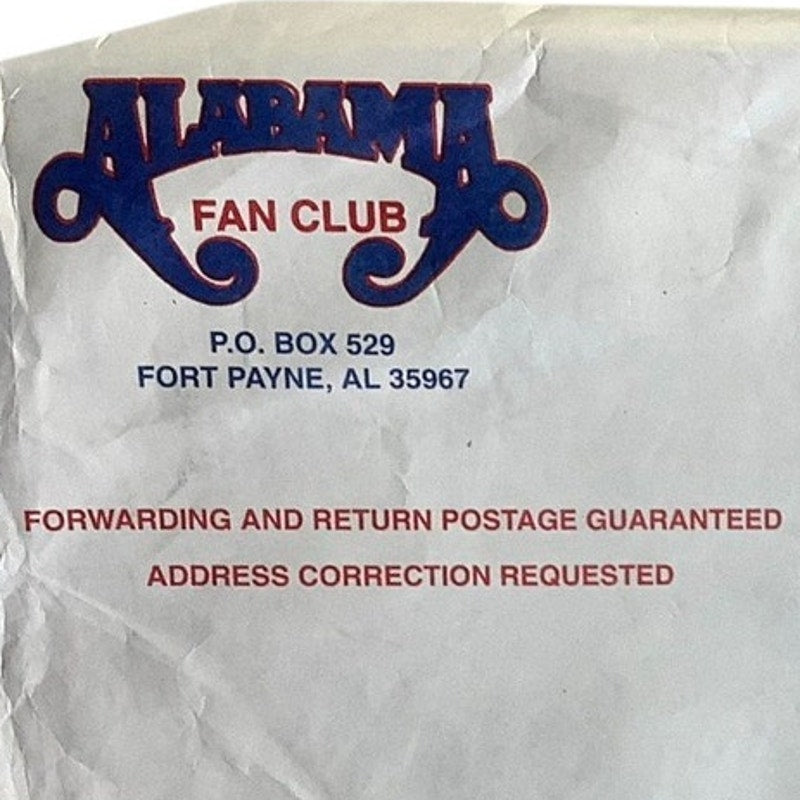 ALABAMA
FAN CLUB
P.O. BOX 529
FORT PAYNE, AL 35967
FORWARDING AND RETURN POSTAGE GUARANTEED
ADDRESS CORRECTION REQUESTED